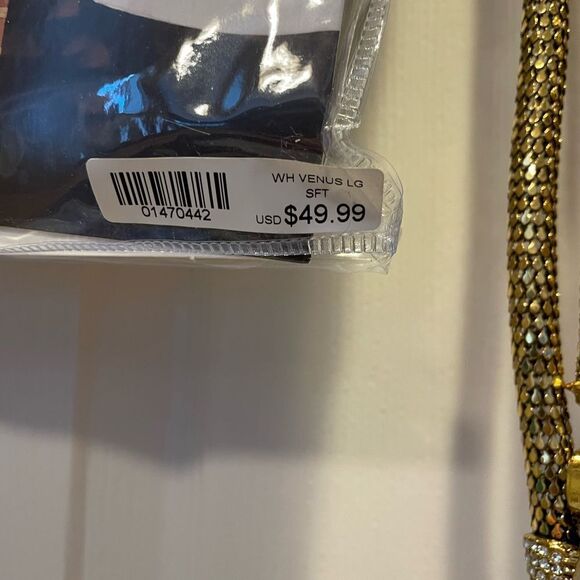 WH VENUS LG
SFT
01470442
USD $49.99